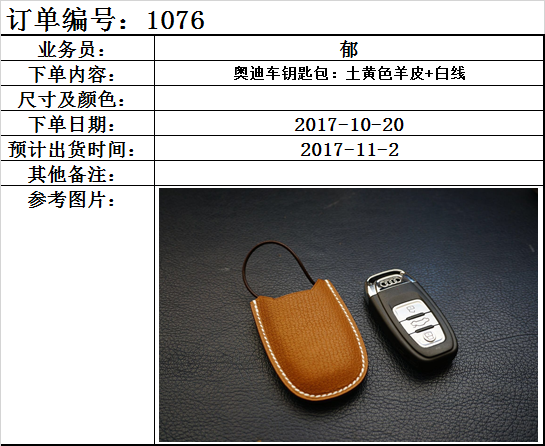 订单编号：1076
业务员： 郁
下单内容： 奥迪车钥匙包：土黄色羊皮+白线
尺寸及颜色：
下单日期： 2017-10-20
预计出货时间： 2017-11-2
其他备注：
参考图片：